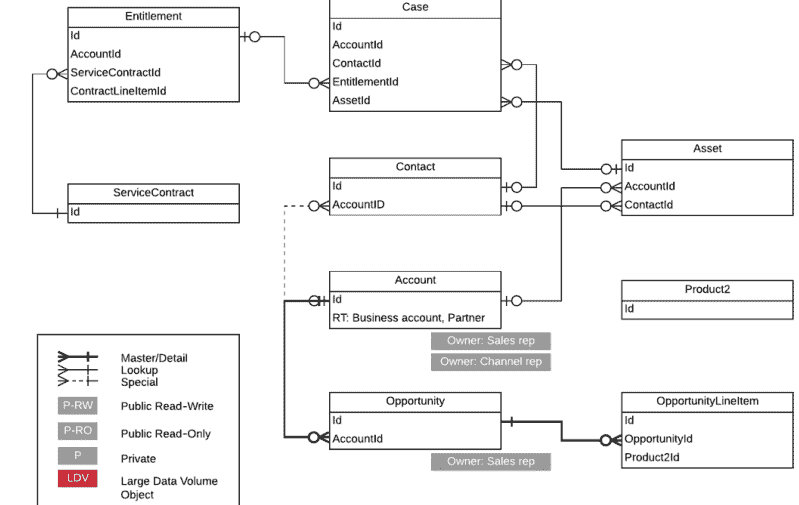 Entitlement
Id
AccountId
ServiceContractId
ContractLineItemId
Case
Id
AccountId
ContactId
EntitlementId
AssetId
Asset
Id
AccountId
ContactId
Contact
Id
AccountID
ServiceContract
Id
Account
Id
RT: Business account, Partner
Owner: Sales rep
Owner: Channel rep
Product2
Id
Opportunity
Id
AccountId
Owner: Sales rep
OpportunityLineItem
Id
OpportunityId
Product2Id
Master/Detail
Lookup
Special
P-RW Public Read-Write
P-RO Public Read-Only
P Private
LDV Large Data Volume
Object